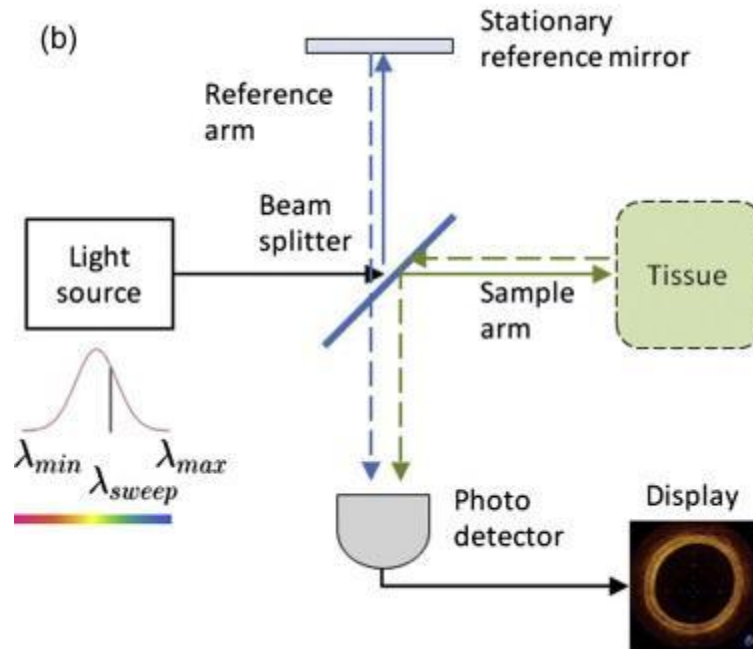 (b)
Stationary
reference mirror
Reference
arm
Beam
splitter
Light
source
Sample
arm
Tissue
λmin
λmax
λsweep
Photo
detector
Display